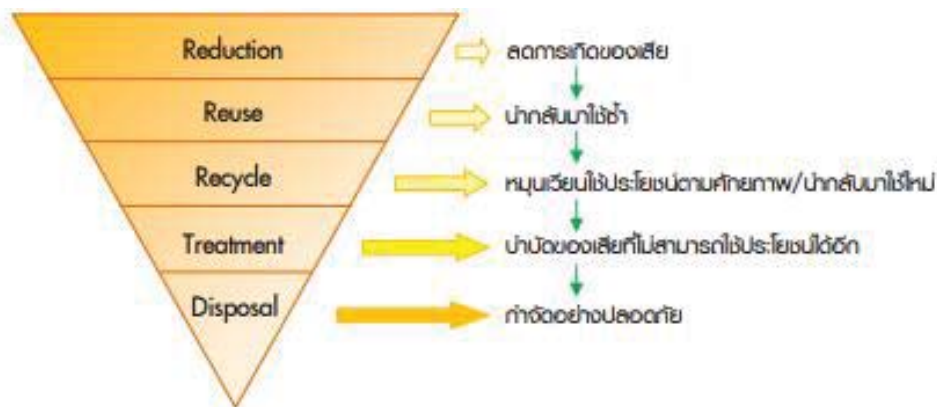 Reduction
ลดการเกิดของเสีย
Reuse
นำกลับมาใช้ซ้ำ
Recycle
หมุนเวียนใช้ประโยชน์ตามศักยภาพ/นำกลับมาใช้ใหม่
Treatment
บำบัดของเสียที่ไม่สามารถใช้ประโยชน์ได้อีก
Disposal
กำจัดอย่างปลอดภัย